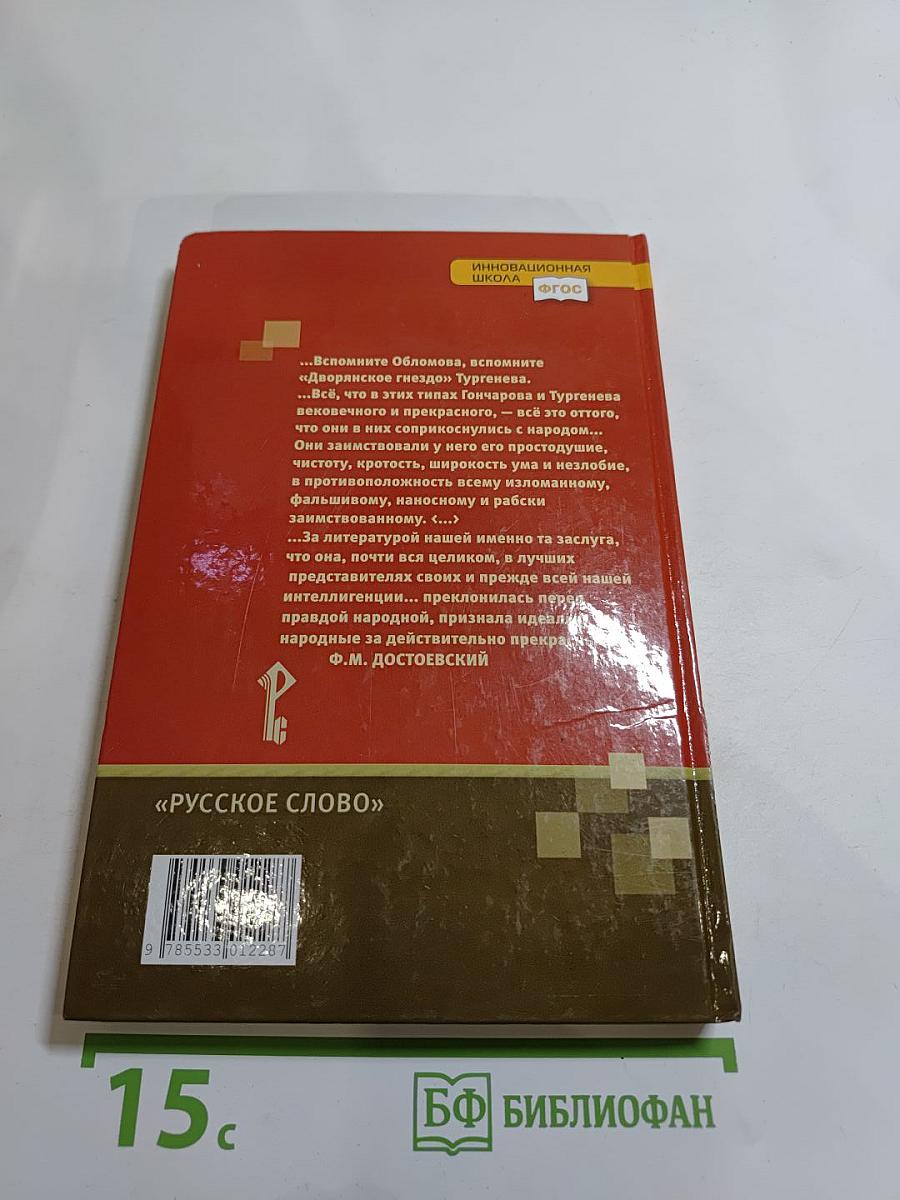 ИННОВАЦИОННАЯ
ШКОЛА
ФГОС
...Вспомните Обломова, вспомните
«Дворянское гнездо» Тургенева.
...Всё, что в этих типах Гончарова и Тургенева
вековечного и прекрасного, — всё это оттого,
что они в них соприкоснулись с народом...
Они заимствовали у него его простодушие,
чистоту, кротость, широкость ума и незлобие,
в противоположность всему изломанному,
фальшивому, наносному и рабски
заимствованному. <...>
...За литературой нашей именно та заслуга,
что она, почти вся целиком, в лучших
представителях своих и прежде всей нашей
интеллигенции... преклонилась перед
правдой народной, признала
народные за действительно
Ф.М. ДОСТОЕВСКИЙ
Рс
«РУССКОЕ СЛОВО»
9 785533 012287
15 с
БФ БИБЛИОФАН